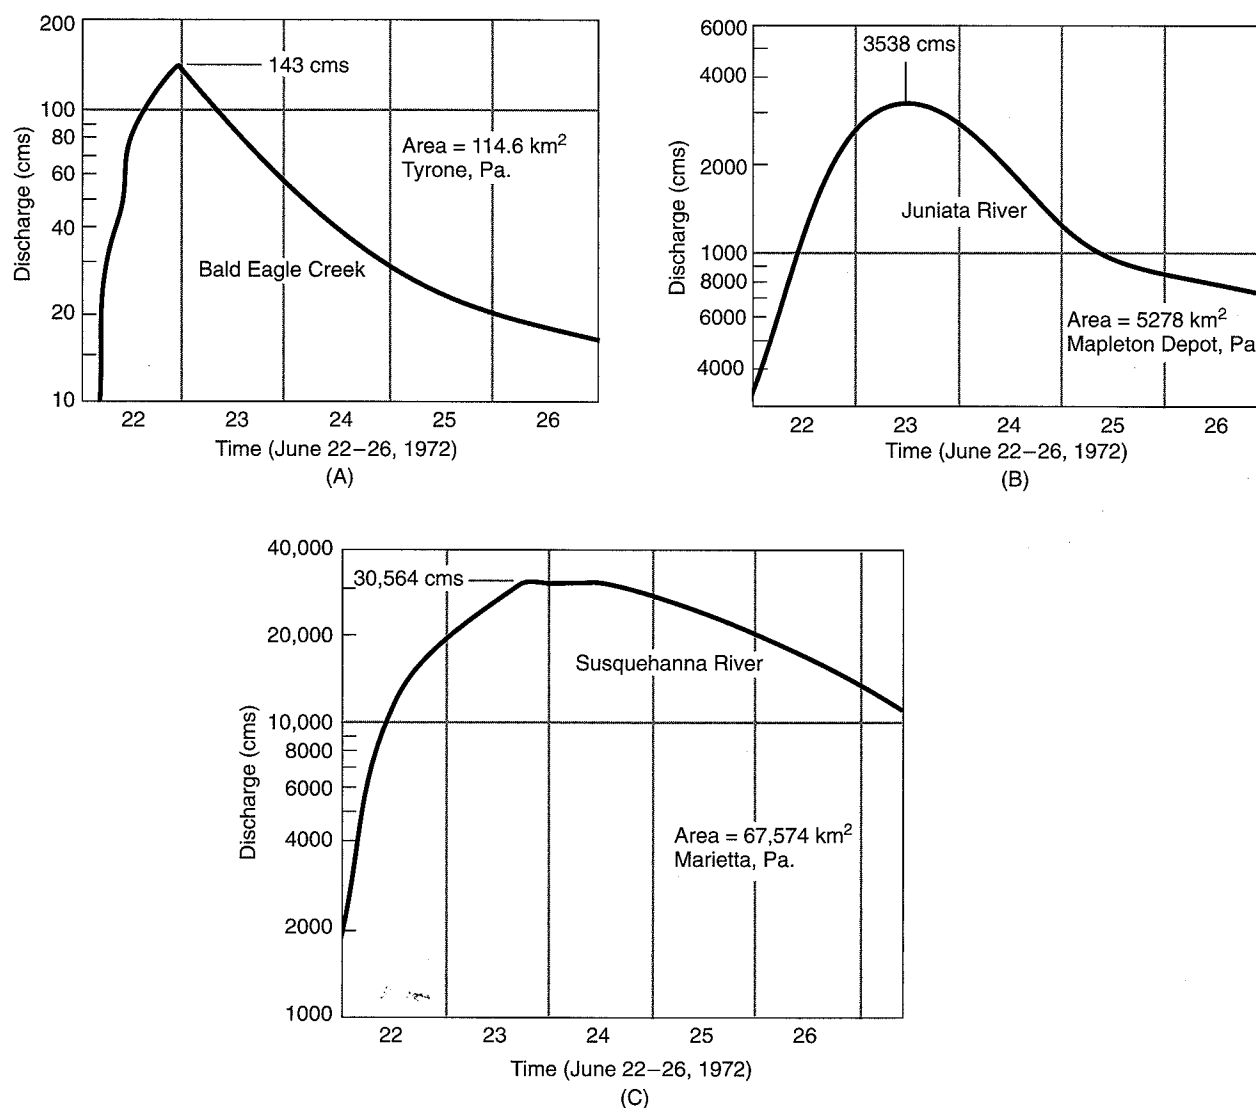 200
100
80
60
40
20
10
Discharge (cms)
143 cms
Area = 114.6 km²
Tyrone, Pa.
Bald Eagle Creek
22 23 24 25 26
Time (June 22–26, 1972)
(A)
6000
4000
2000
1000
8000
6000
4000
Discharge (cms)
3538 cms
Juniata River
Area = 5278 km²
Mapleton Depot, Pa
22 23 24 25 26
Time (June 22–26, 1972)
(B)
40,000
20,000
10,000
8000
6000
4000
2000
1000
Discharge (cms)
30,564 cms
Susquehanna River
Area = 67,574 km²
Marietta, Pa.
22 23 24 25 26
Time (June 22–26, 1972)
(C)